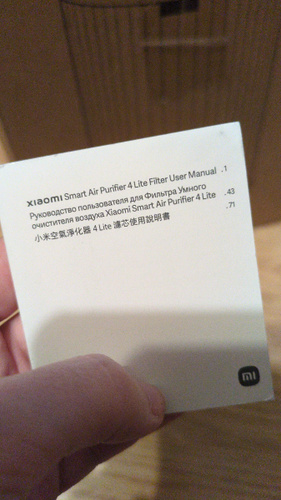 xiaomi Smart Air Purifier 4 Lite Filter User Manual .1
Руководство пользователя для Фильтра Умного
очистителя воздуха Xiaomi Smart Air Purifier 4 Lite .43
小米空氣淨化器 4 Lite 濾芯使用說明書 .71
mi